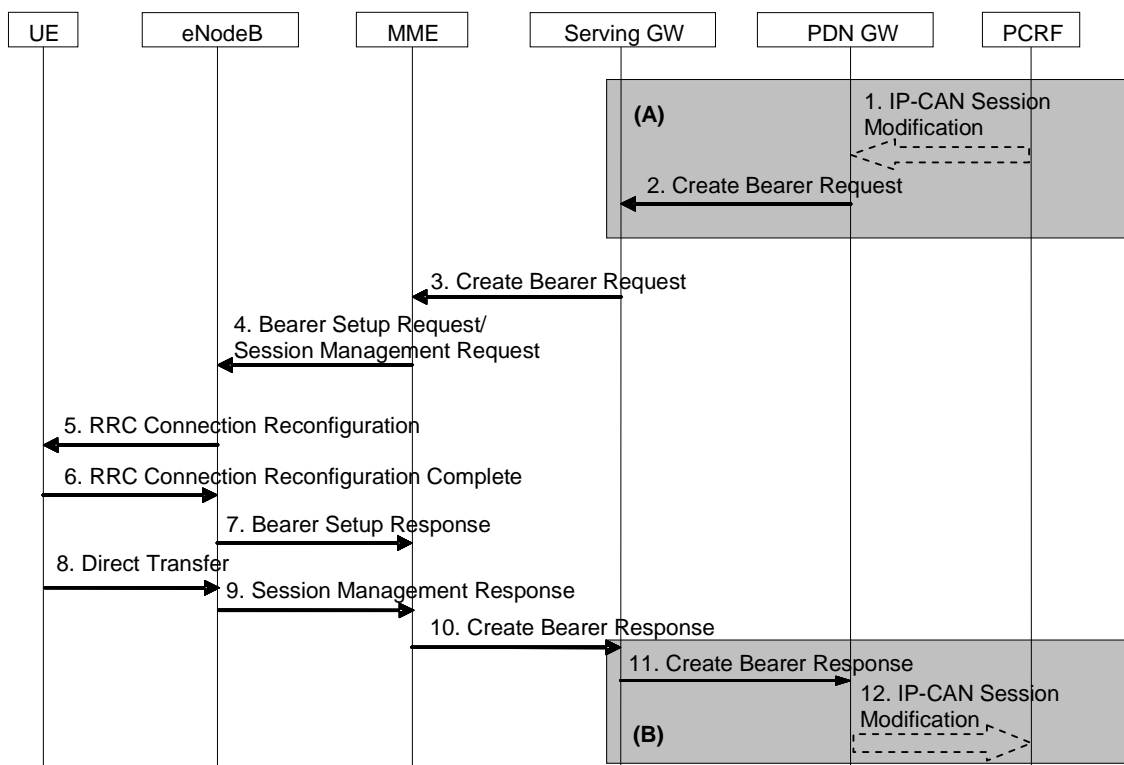 UE
eNodeB
MME
Serving GW
PDN GW
PCRF
(A)
1. IP-CAN Session
Modification
2. Create Bearer Request
3. Create Bearer Request
4. Bearer Setup Request/
Session Management Request
5. RRC Connection Reconfiguration
6. RRC Connection Reconfiguration Complete
7. Bearer Setup Response
8. Direct Transfer
9. Session Management Response
10. Create Bearer Response
11. Create Bearer Response
12. IP-CAN Session
Modification
(B)